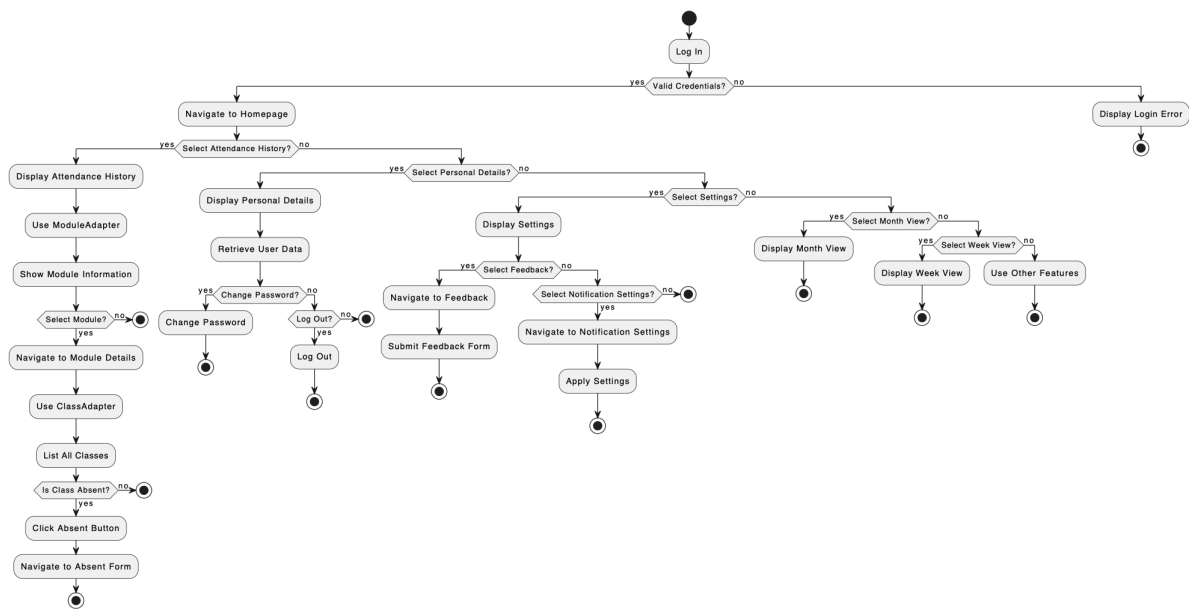 Log In
yes Valid Credentials? no
Navigate to Homepage
Display Login Error
yes Select Attendance History? no
Display Attendance History
yes Select Personal Details? no
Display Personal Details
yes Select Settings? no
Use ModuleAdapter
Retrieve User Data
Display Settings
yes Select Month View? no
Display Month View
yes Select Week View? no
Show Module Information
yes Select Feedback? no
Display Week View
Use Other Features
yes Change Password? no
Navigate to Feedback
Select Notification Settings? no
yes
Select Module? no
yes
Change Password
Log Out? no
yes
Navigate to Notification Settings
Navigate to Module Details
Log Out
Submit Feedback Form
Apply Settings
Use ClassAdapter
List All Classes
Is Class Absent? no
yes
Click Absent Button
Navigate to Absent Form